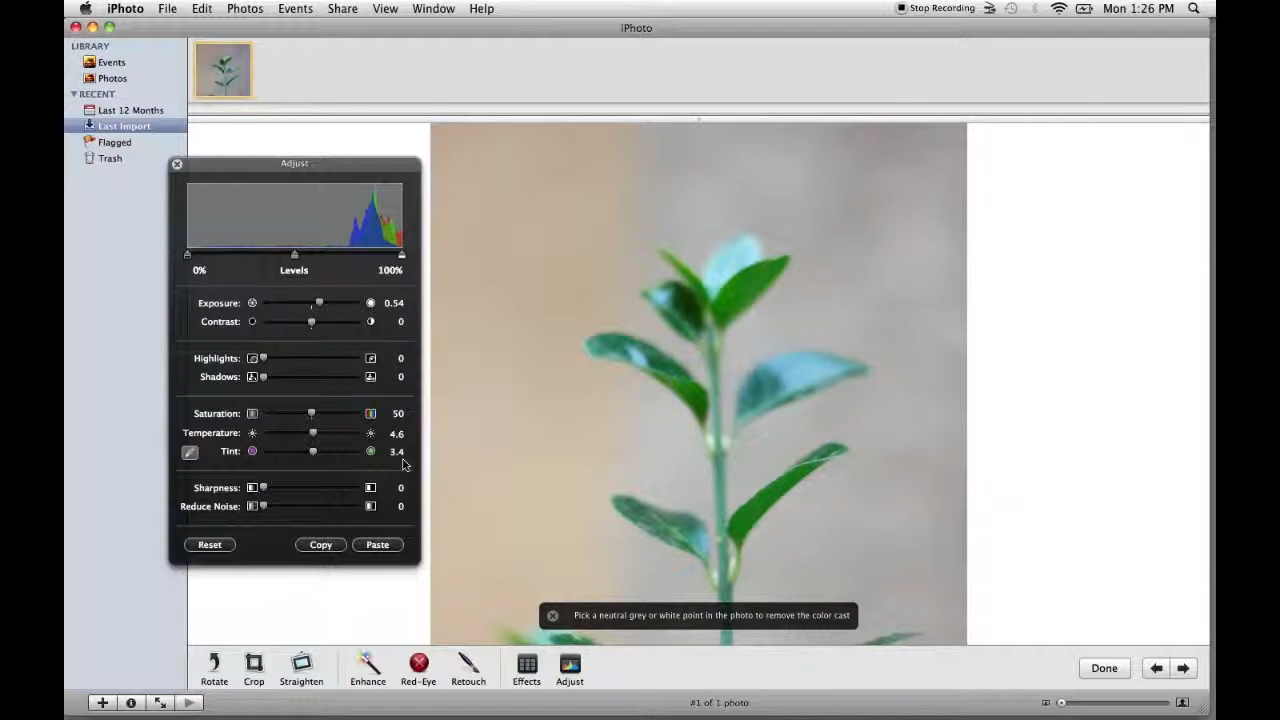 iPhoto File Edit Photos Events Share View Window Help Stop Recording Mon 1:26 PM
iPhoto
LIBRARY
Events
Photos
RECENT
Last 12 Months
Last Import
Flagged
Trash
Adjust
0% Levels 100%
Exposure: 0.54
Contrast: 0
Highlights: 0
Shadows: 0
Saturation: 50
Temperature: 4.6
Tint: 3.4
Sharpness: 0
Reduce Noise: 0
Reset Copy Paste
Pick a neutral grey or white point in the photo to remove the color cast
Rotate Crop Straighten Enhance Red-Eye Retouch Effects Adjust Done
#1 of 1 photo